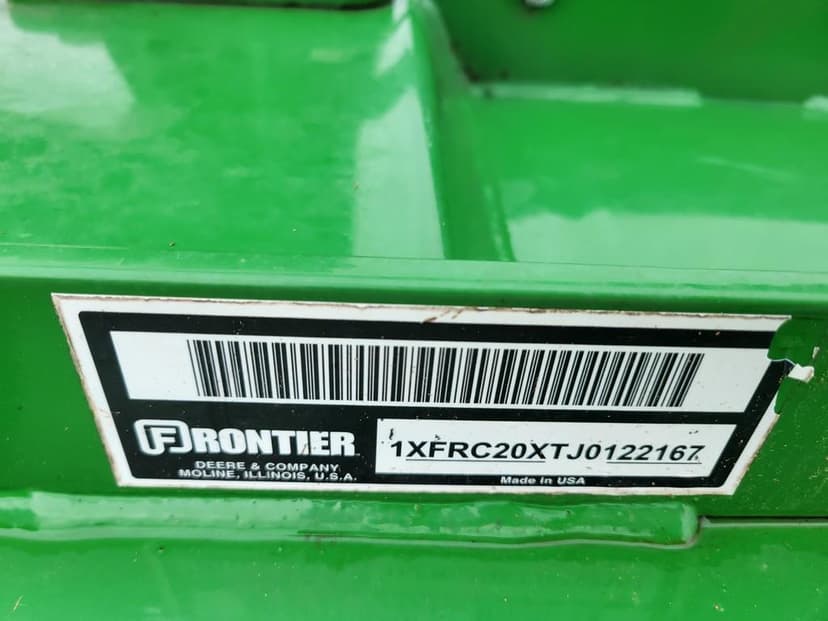 FRONTIER
DEERE & COMPANY
MOLINE, ILLINOIS, U.S.A.
1XFRC20XTJ0122167
Made in USA